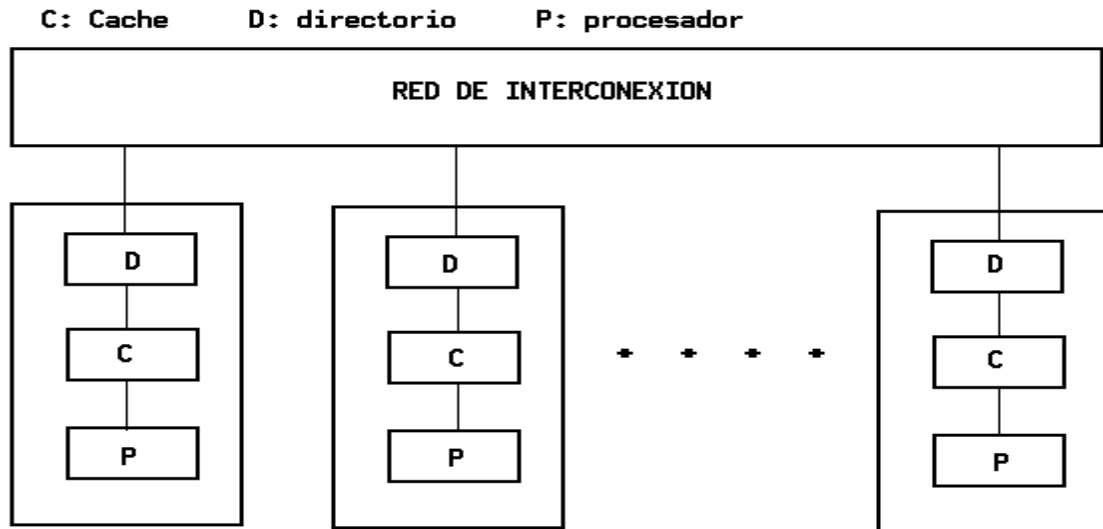 C: Cache D: directorio P: procesador
RED DE INTERCONEXION
D D D
C C * * * * C
P P P